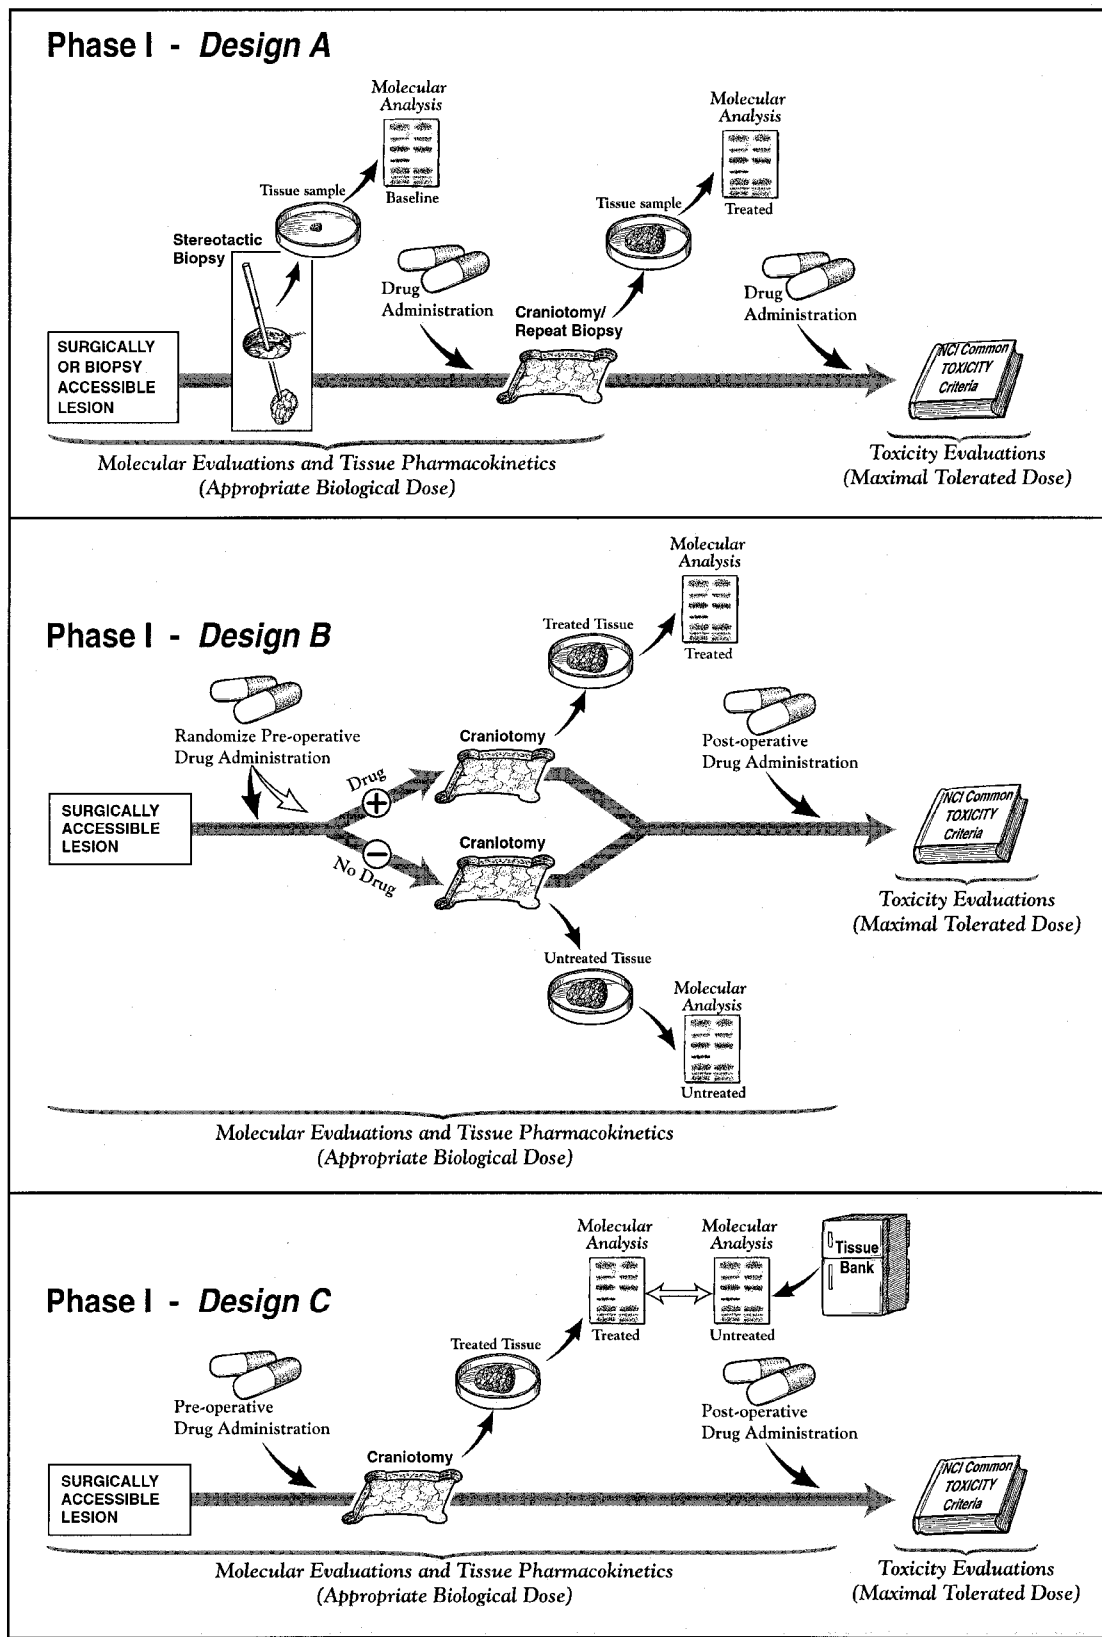 Phase I - Design A
Molecular
Analysis
Baseline
Tissue sample
Stereotactic
Biopsy
Drug
Administration
Molecular
Analysis
Treated
Tissue sample
Craniotomy/
Repeat Biopsy
Drug
Administration
SURGICALLY
OR BIOPSY
ACCESSIBLE
LESION
NCI Common
TOXICITY
Criteria
Molecular Evaluations and Tissue Pharmacokinetics
(Appropriate Biological Dose)
Toxicity Evaluations
(Maximal Tolerated Dose)
Phase I - Design B
Molecular
Analysis
Treated
Treated Tissue
Randomize Pre-operative
Drug Administration
Craniotomy
Post-operative
Drug Administration
Drug
+
SURGICALLY
ACCESSIBLE
LESION
−
No Drug
Craniotomy
NCI Common
TOXICITY
Criteria
Toxicity Evaluations
(Maximal Tolerated Dose)
Untreated Tissue
Molecular
Analysis
Untreated
Molecular Evaluations and Tissue Pharmacokinetics
(Appropriate Biological Dose)
Phase I - Design C
Molecular
Analysis
Treated
Molecular
Analysis
Untreated
Tissue
Bank
Treated Tissue
Pre-operative
Drug Administration
Craniotomy
Post-operative
Drug Administration
SURGICALLY
ACCESSIBLE
LESION
NCI Common
TOXICITY
Criteria
Molecular Evaluations and Tissue Pharmacokinetics
(Appropriate Biological Dose)
Toxicity Evaluations
(Maximal Tolerated Dose)